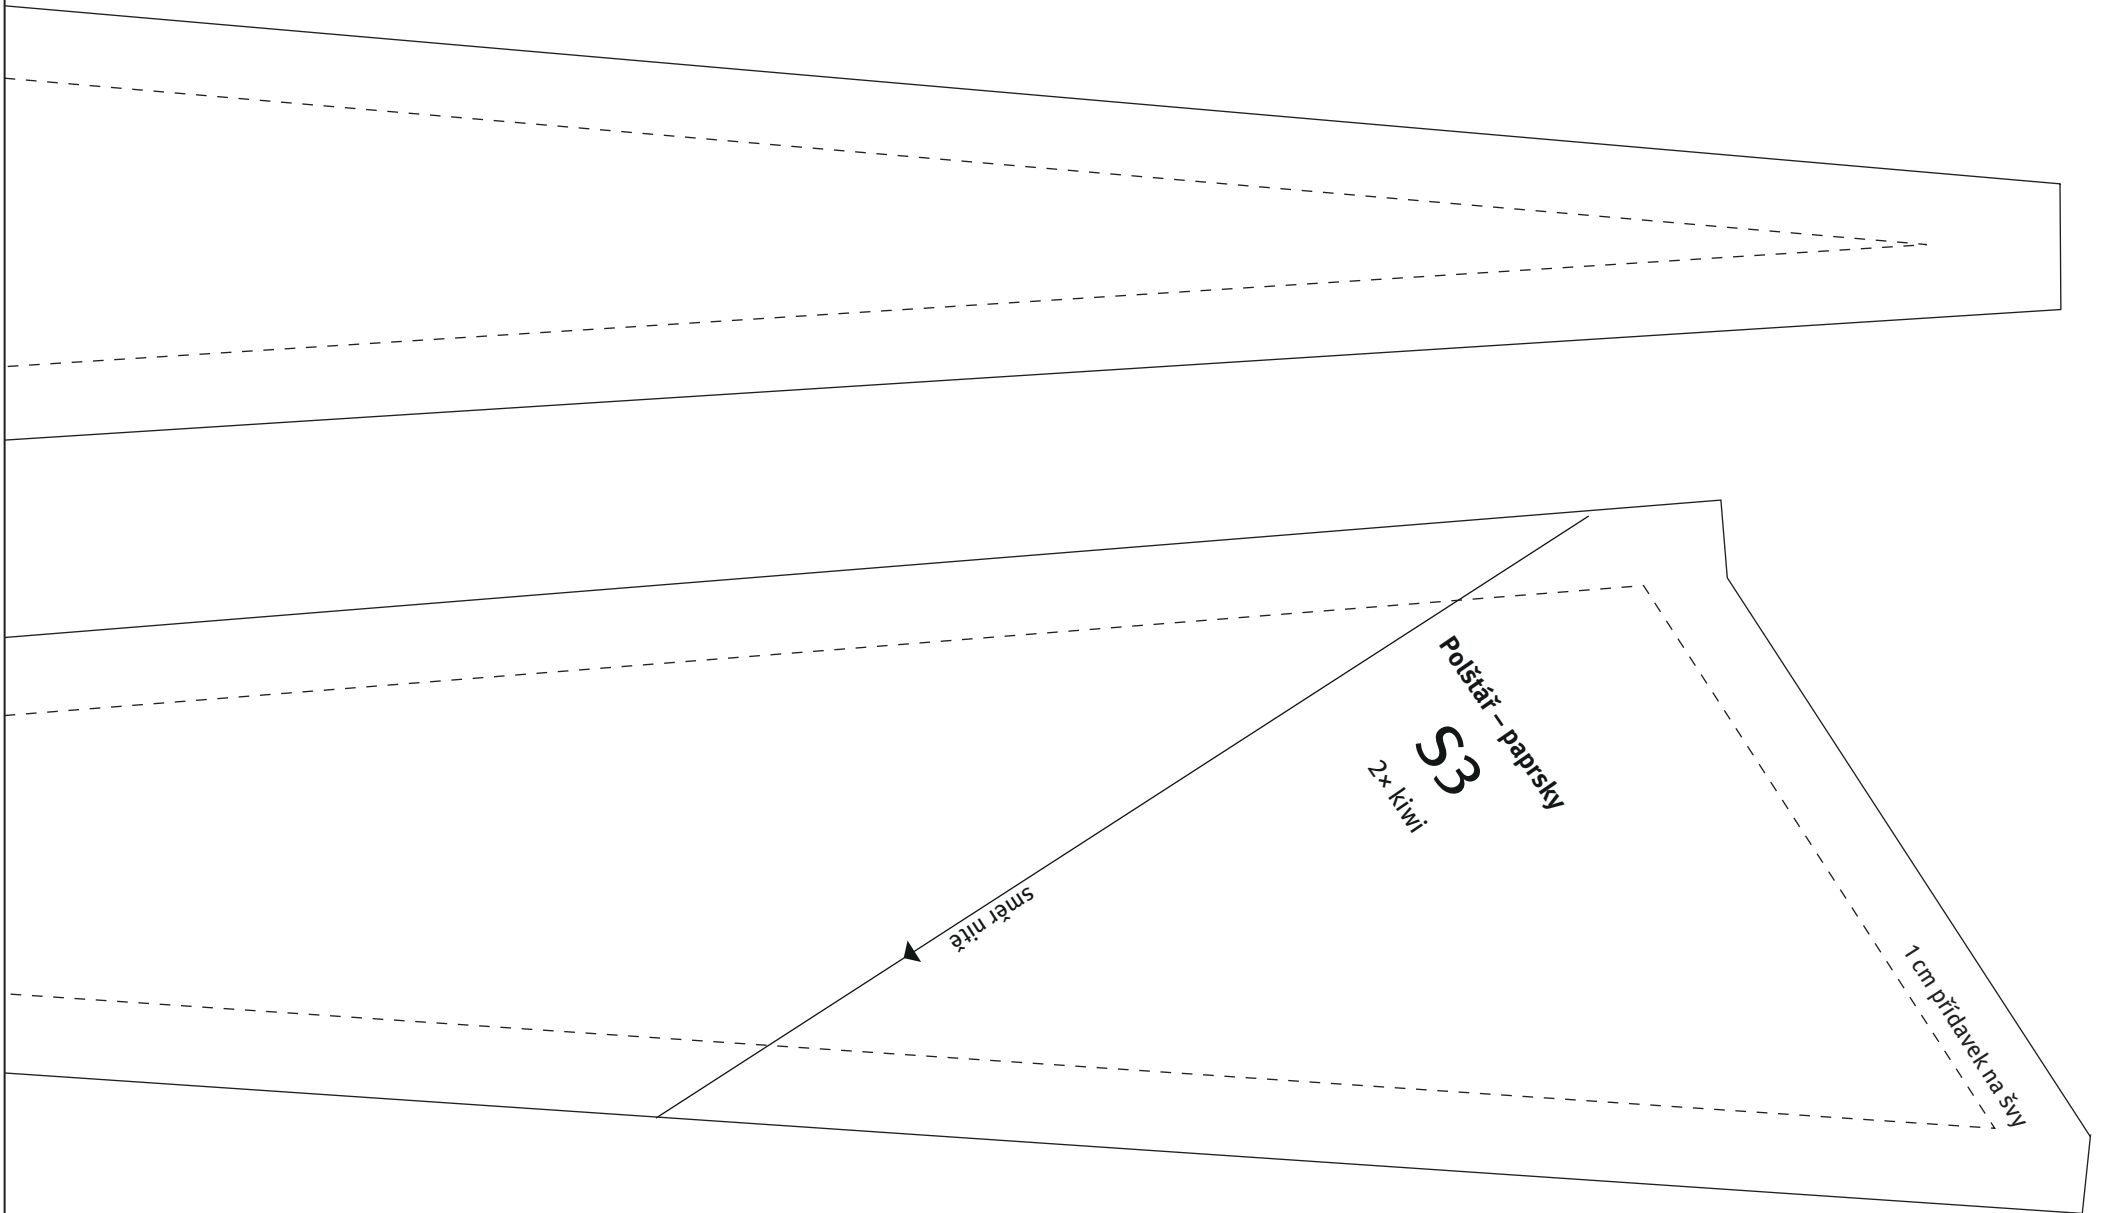 Polštář – paprsky
S3
2× kiwi
směr nitě
1 cm přídavek na švy